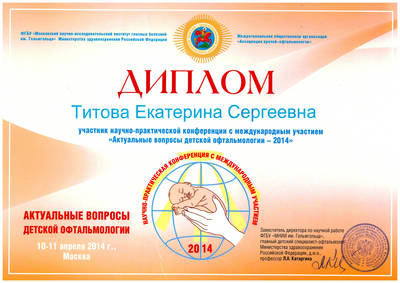 ФГБУ «Московский научно-исследовательский институт глазных болезней
им. Гельмгольца» Министерства здравоохранения Российской Федерации
Межрегиональная общественная организация
«Ассоциация врачей-офтальмологов»
ДИПЛОМ
Титова Екатерина Сергеевна
участник научно-практической конференции с международным участием
«Актуальные вопросы детской офтальмологии – 2014»
НАУЧНО-ПРАКТИЧЕСКАЯ КОНФЕРЕНЦИЯ С МЕЖДУНАРОДНЫМ УЧАСТИЕМ
2014
АКТУАЛЬНЫЕ ВОПРОСЫ
ДЕТСКОЙ ОФТАЛЬМОЛОГИИ
10-11 апреля 2014 г.,
Москва
Заместитель директора по научной работе
ФГБУ «МНИИ им. Гельмгольца»,
главный детский специалист-офтальмолог
Министерства здравоохранения
Российской Федерации, д.м.н.,
профессор Л.А. Катаргина